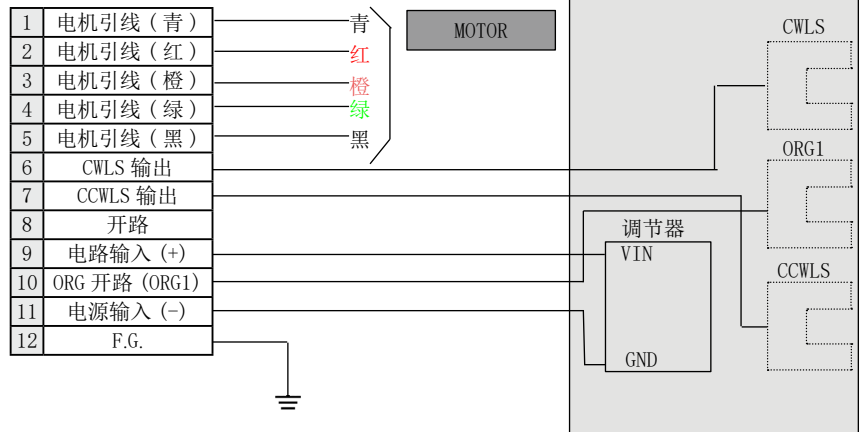 1 电机引线（青） 青
2 电机引线（红） 红
3 电机引线（橙） 橙
4 电机引线（绿） 绿
5 电机引线（黑） 黑
6 CWLS 输出
7 CCWLS 输出
8 开路
9 电路输入 (+)
10 ORG 开路 (ORG1)
11 电源输入 (-)
12 F.G.
MOTOR
调节器
VIN
GND
CWLS
ORG1
CCWLS